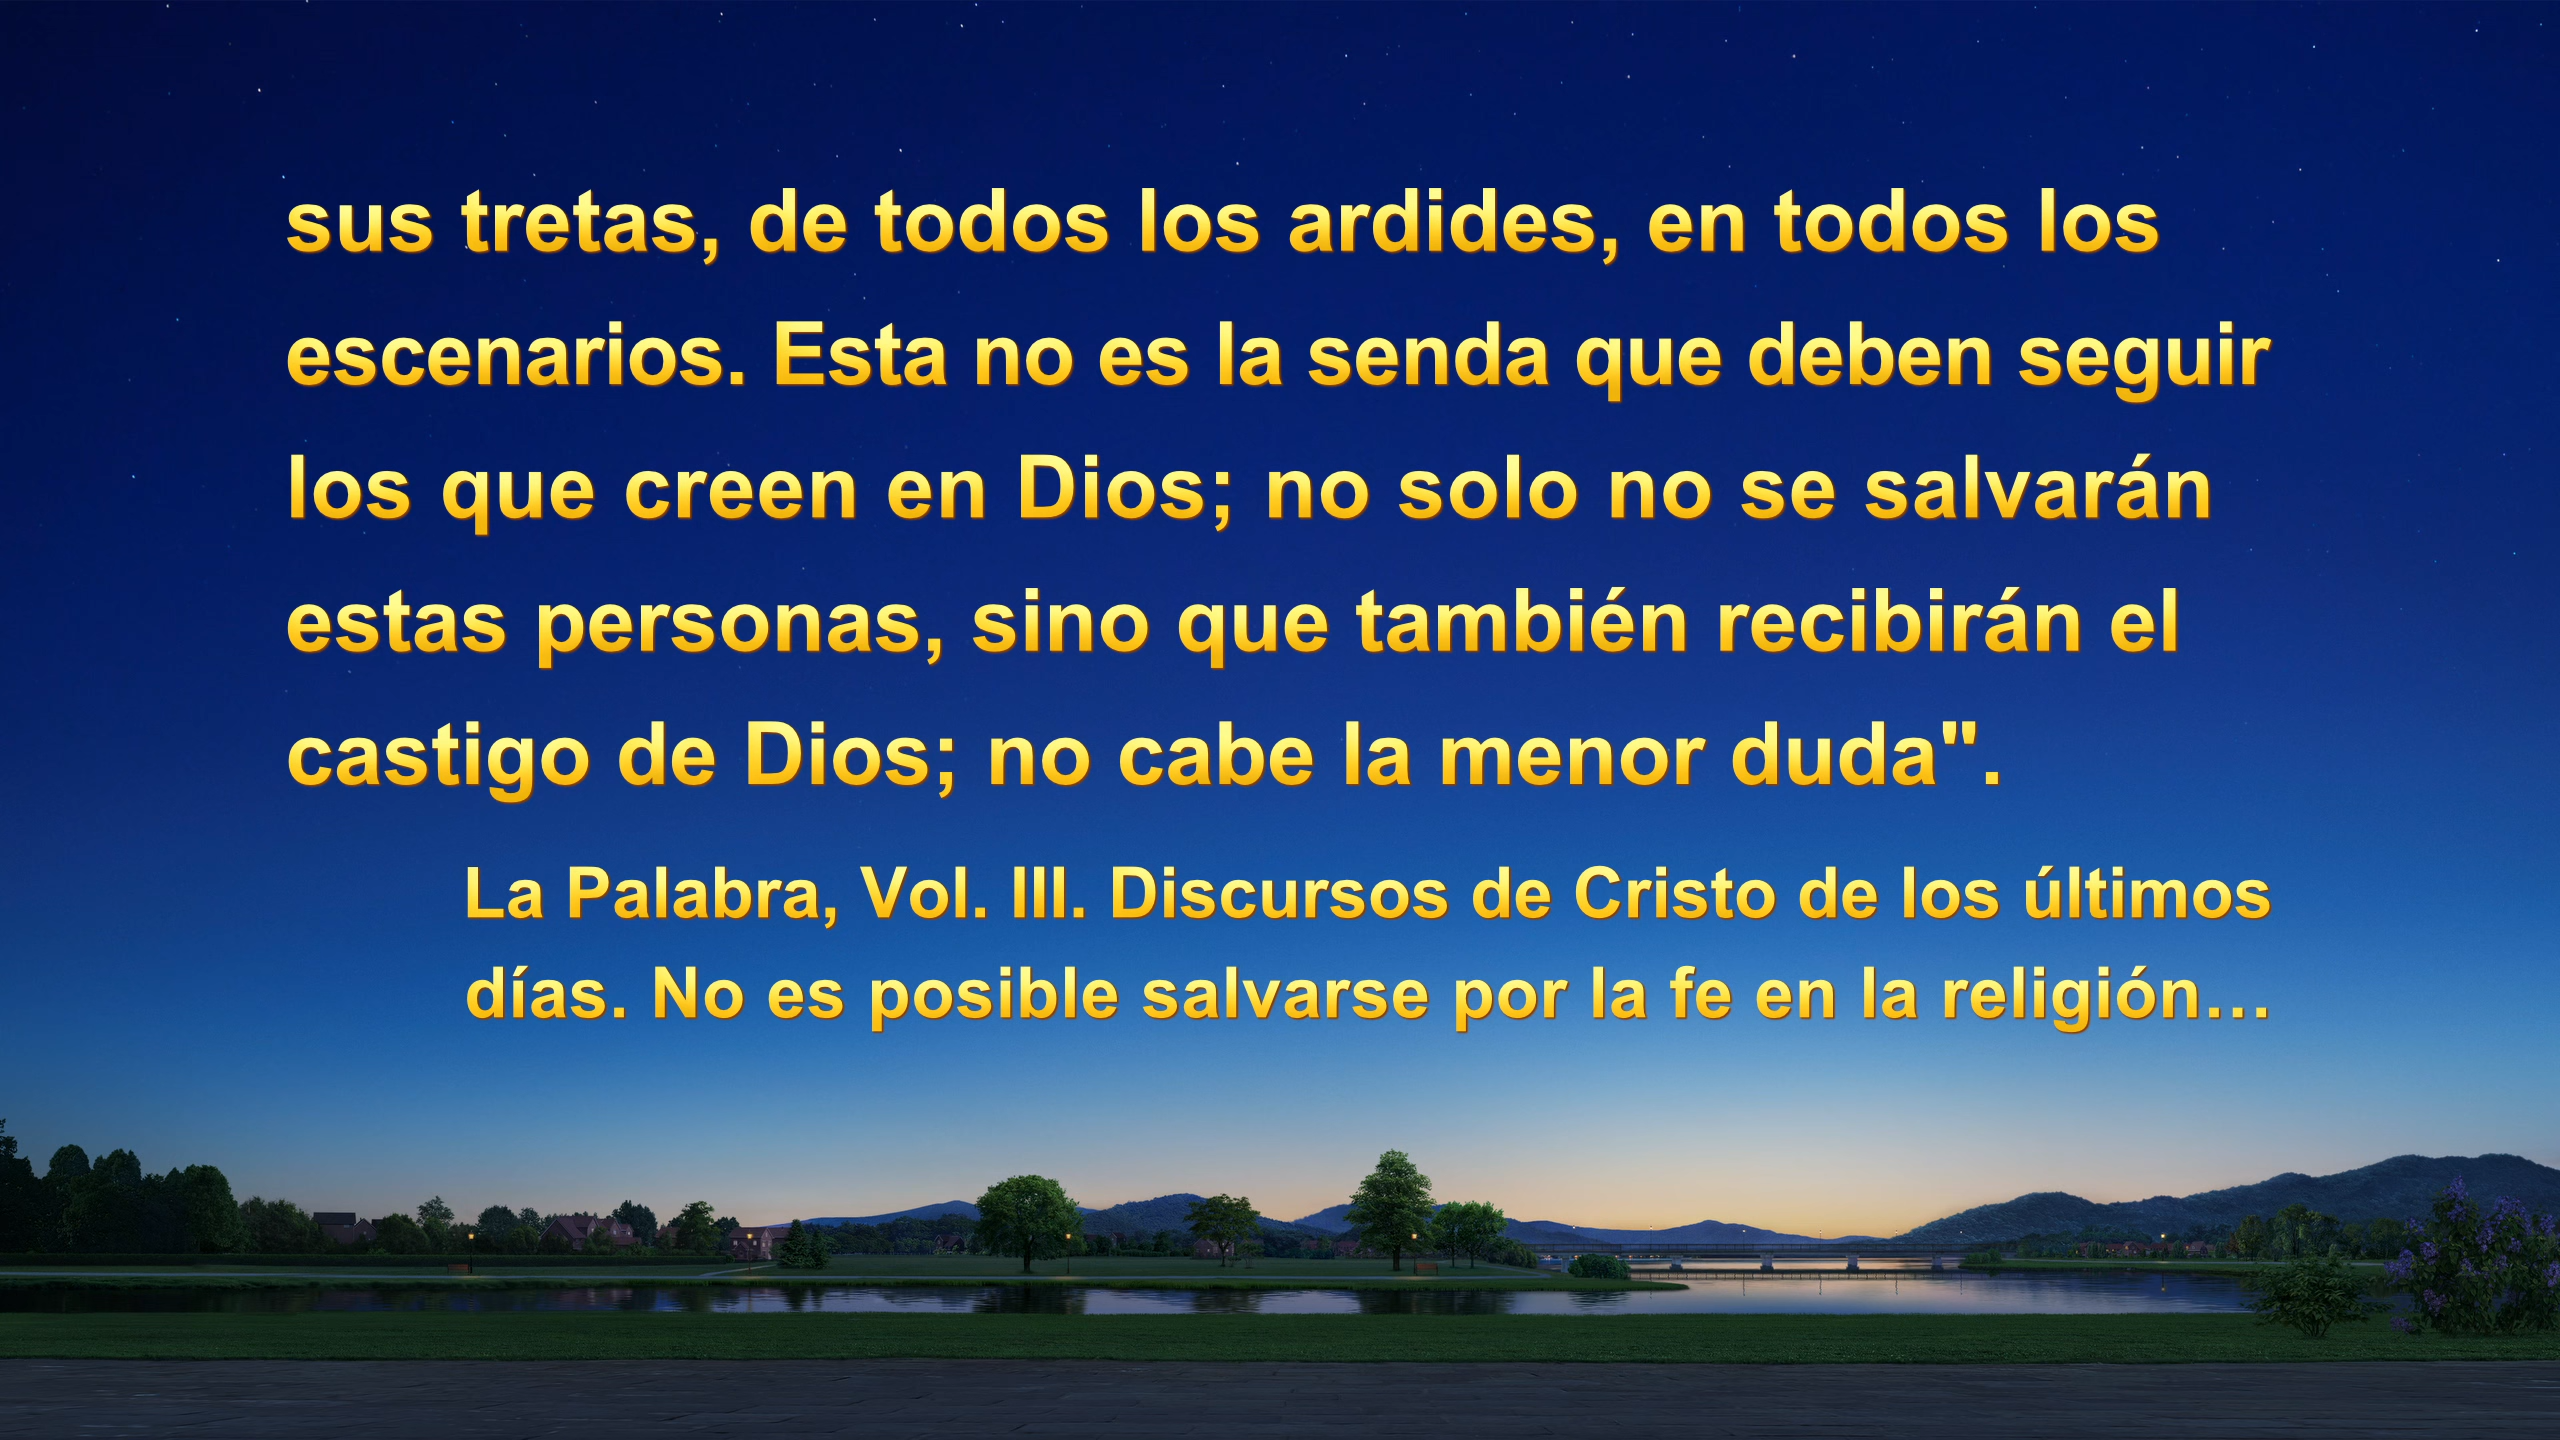 sus tretas, de todos los ardides, en todos los
escenarios. Esta no es la senda que deben seguir
los que creen en Dios; no solo no se salvarán
estas personas, sino que también recibirán el
castigo de Dios; no cabe la menor duda".
La Palabra, Vol. III. Discursos de Cristo de los últimos
días. No es posible salvarse por la fe en la religión…